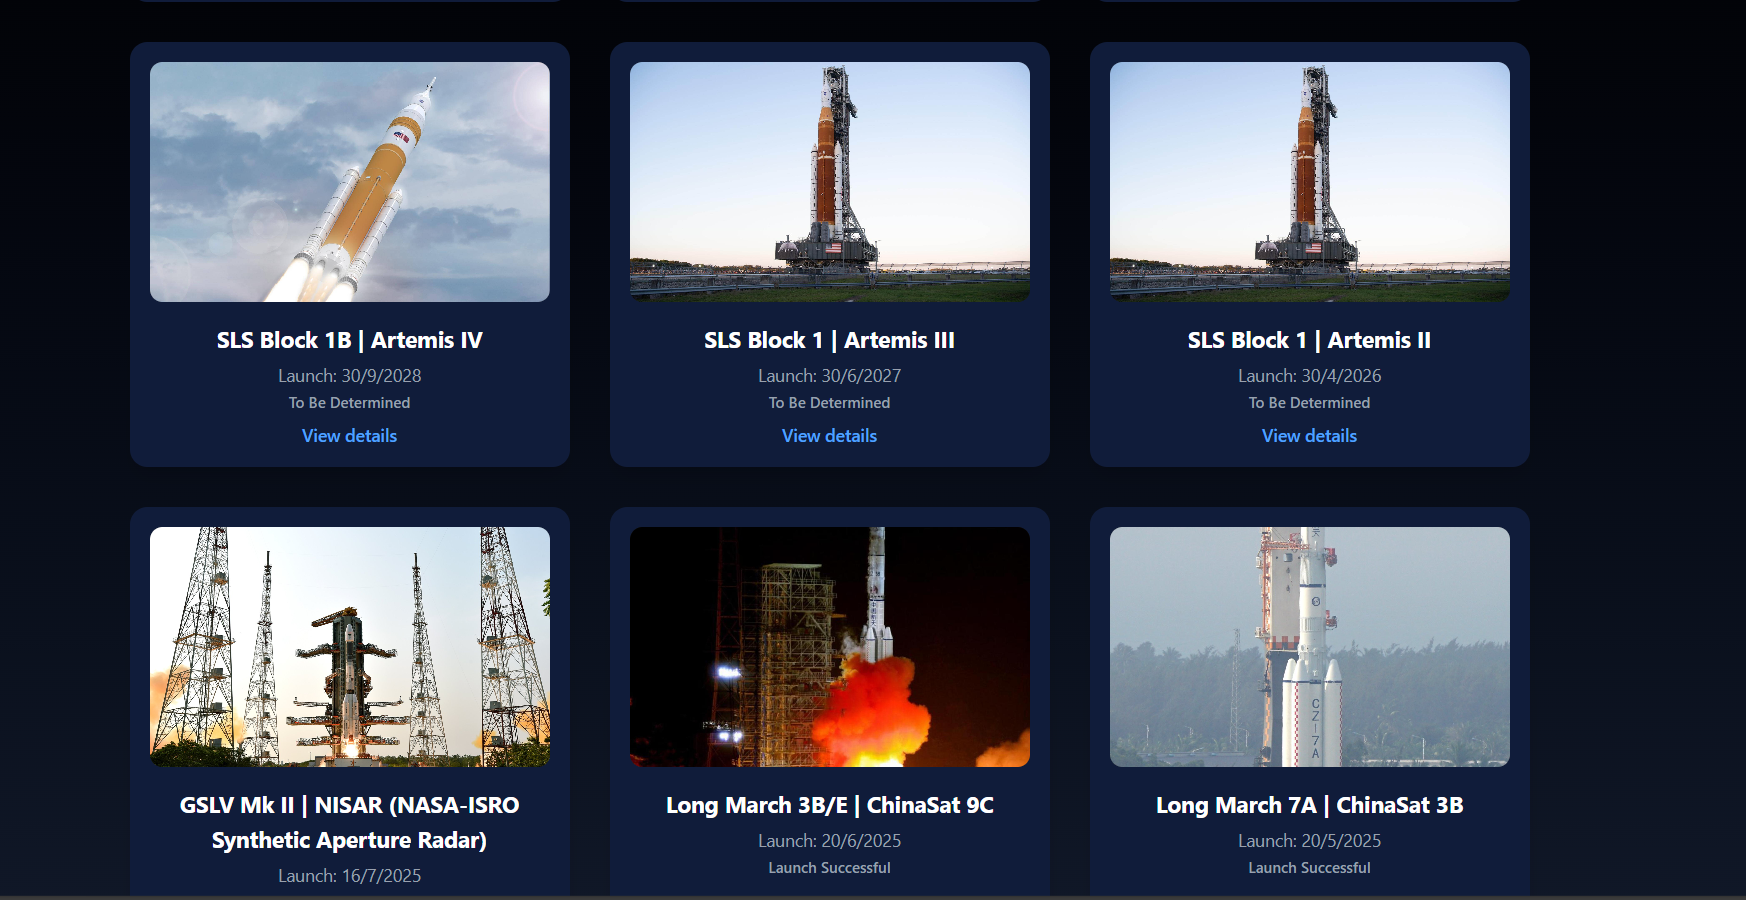 SLS Block 1B | Artemis IV
Launch: 30/9/2028
To Be Determined
View details
SLS Block 1 | Artemis III
Launch: 30/6/2027
To Be Determined
View details
SLS Block 1 | Artemis II
Launch: 30/4/2026
To Be Determined
View details
GSLV Mk II | NISAR (NASA-ISRO
Synthetic Aperture Radar)
Launch: 16/7/2025
Long March 3B/E | ChinaSat 9C
Launch: 20/6/2025
Launch Successful
CZ-7A
Long March 7A | ChinaSat 3B
Launch: 20/5/2025
Launch Successful